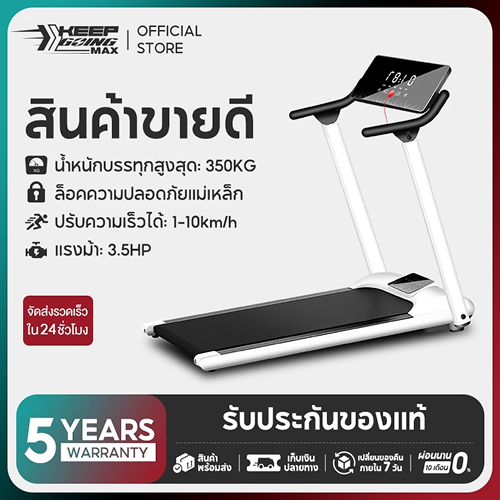 KEEP
GOING
MAX
OFFICIAL
STORE
สินค้าขายดี
KG
น้ำหนักบรรทุกสูงสุด: 350KG
ล็อคความปลอดภัยแม่เหล็ก
ปรับความเร็วได้: 1-10km/h
แรงม้า: 3.5HP
18:10
จัดส่งรวดเร็ว
ใน 24 ชั่วโมง
5 YEARS
WARRANTY
รับประกันของแท้
สินค้า
พร้อมส่ง
เก็บเงิน
ปลายทาง
เปลี่ยนของคืน
ภายใน 7 วัน
ผ่อนนาน
10 เดือน
0%